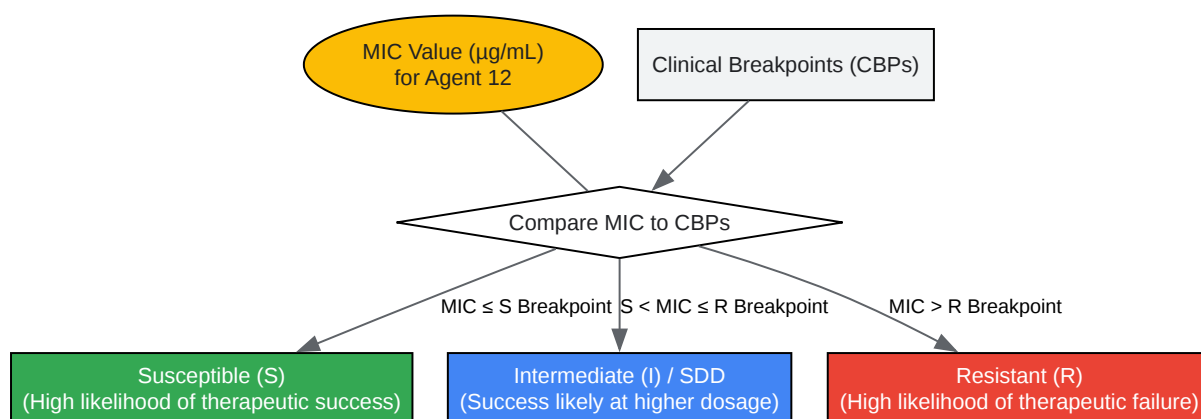 MIC Value (µg/mL)
for Agent 12
Clinical Breakpoints (CBPs)
Compare MIC to CBPs
MIC ≤ S Breakpoint
S < MIC ≤ R Breakpoint
MIC > R Breakpoint
Susceptible (S)
(High likelihood of therapeutic success)
Intermediate (I) / SDD
(Success likely at higher dosage)
Resistant (R)
(High likelihood of therapeutic failure)